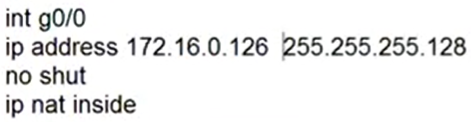 int g0/0
ip address 172.16.0.126 255.255.255.128
no shut
ip nat inside